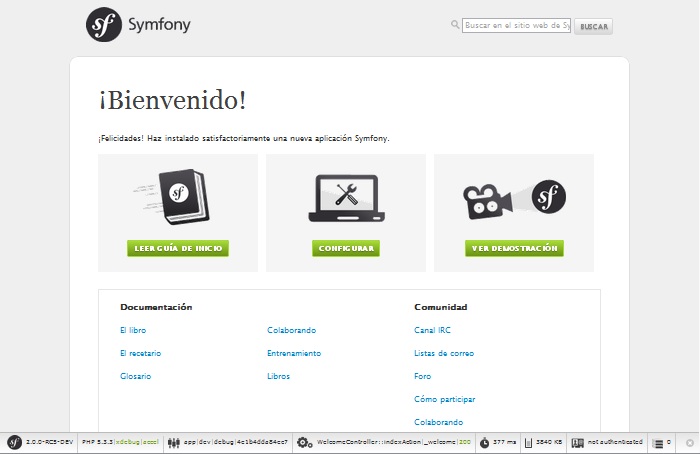 Symfony
Buscar en el sitio web de Sy
BUSCAR
¡Bienvenido!
¡Felicidades! Haz instalado satisfactoriamente una nueva aplicación Symfony.
LEER GUÍA DE INICIO
CONFIGURAR
VER DEMOSTRACIÓN
Documentación
El libro
El recetario
Glosario
Colaborando
Entrenamiento
Libros
Comunidad
Canal IRC
Listas de correo
Foro
Cómo participar
Colaborando
2.0.0-RC5-DEV PHP 5.3.3|xdebug|accel app|dev|debug|4e1b4dda84ec7 WelcomeController::indexAction|_welcome|200 377 ms 3840 KB not authenticated 0